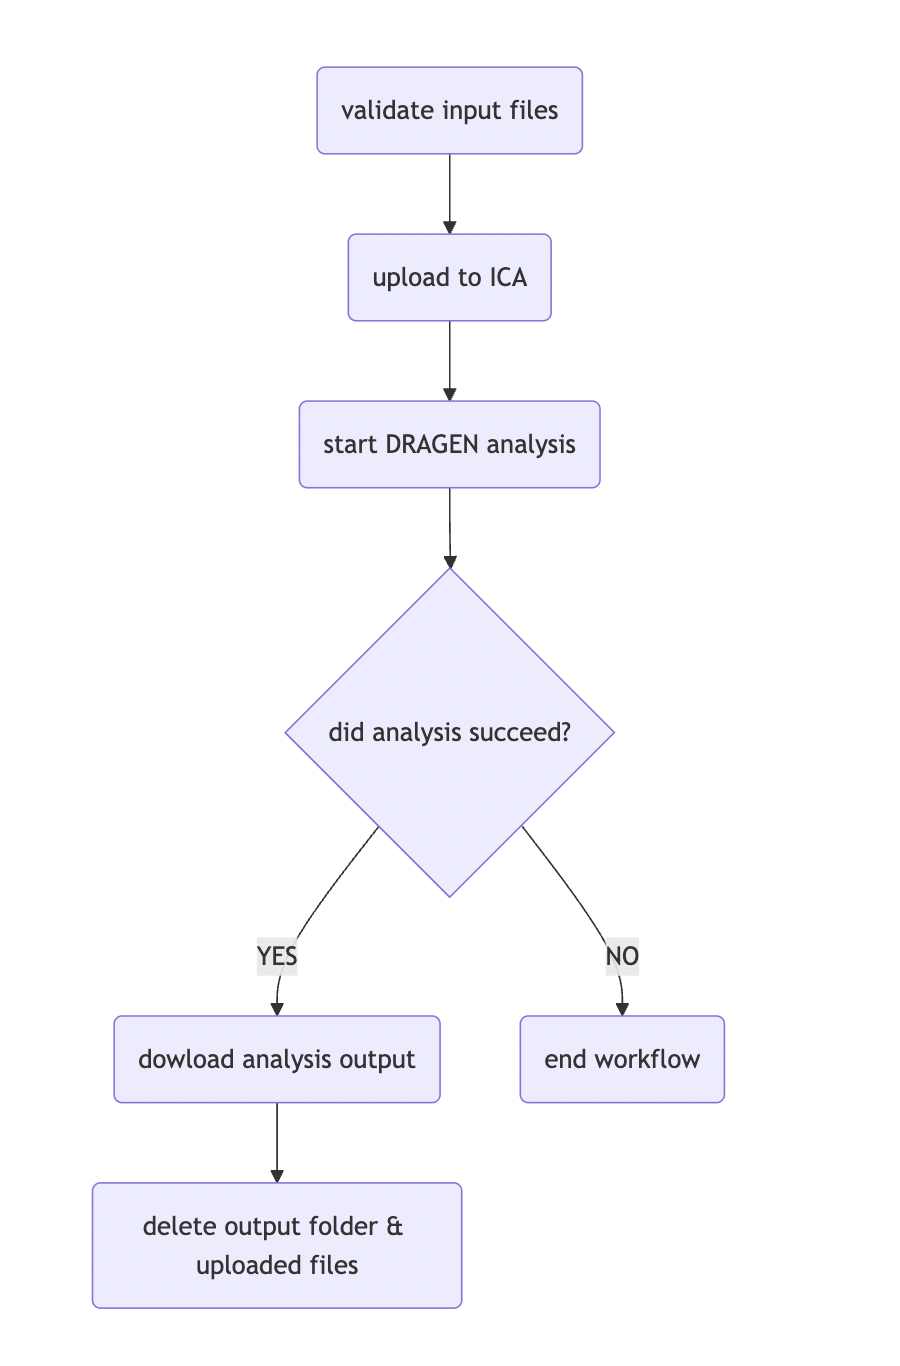 validate input files
upload to ICA
start DRAGEN analysis
did analysis succeed?
YES
NO
dowload analysis output
end workflow
delete output folder &
uploaded files